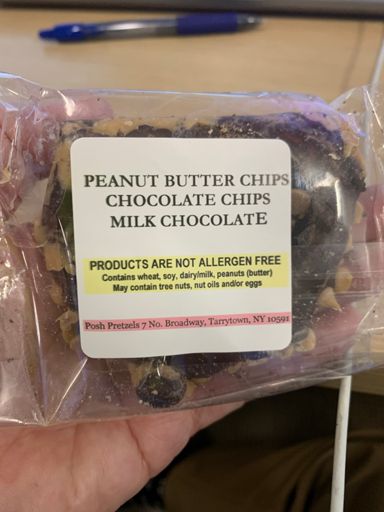 PEANUT BUTTER CHIPS
CHOCOLATE CHIPS
MILK CHOCOLATE
PRODUCTS ARE NOT ALLERGEN FREE
Contains wheat, soy, dairy/milk, peanuts (butter)
May contain tree nuts, nut oils and/or eggs
Posh Pretzels 7 No. Broadway, Tarrytown, NY 10591